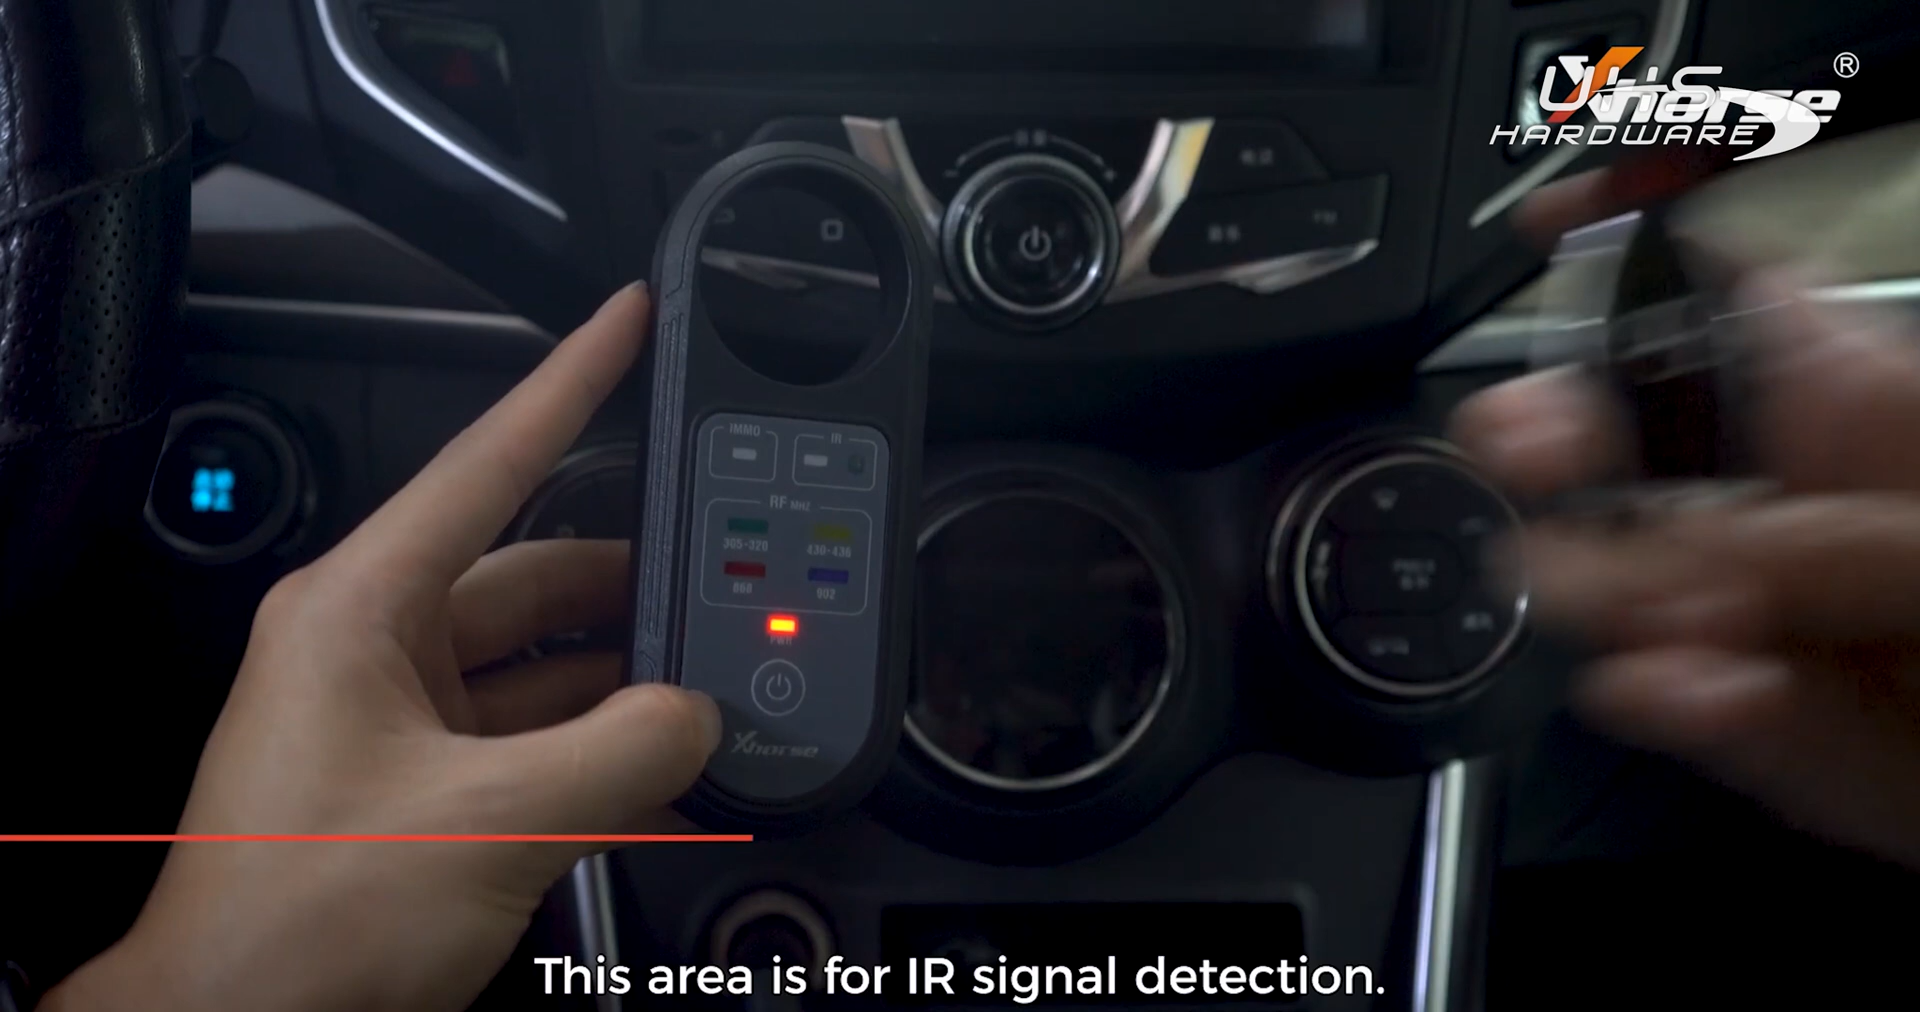 UHS
HARDWARE
Xhorse
®
IMMO
IR
RF MHZ
305-320
430-436
868
902
PWR
Xhorse
This area is for IR signal detection.